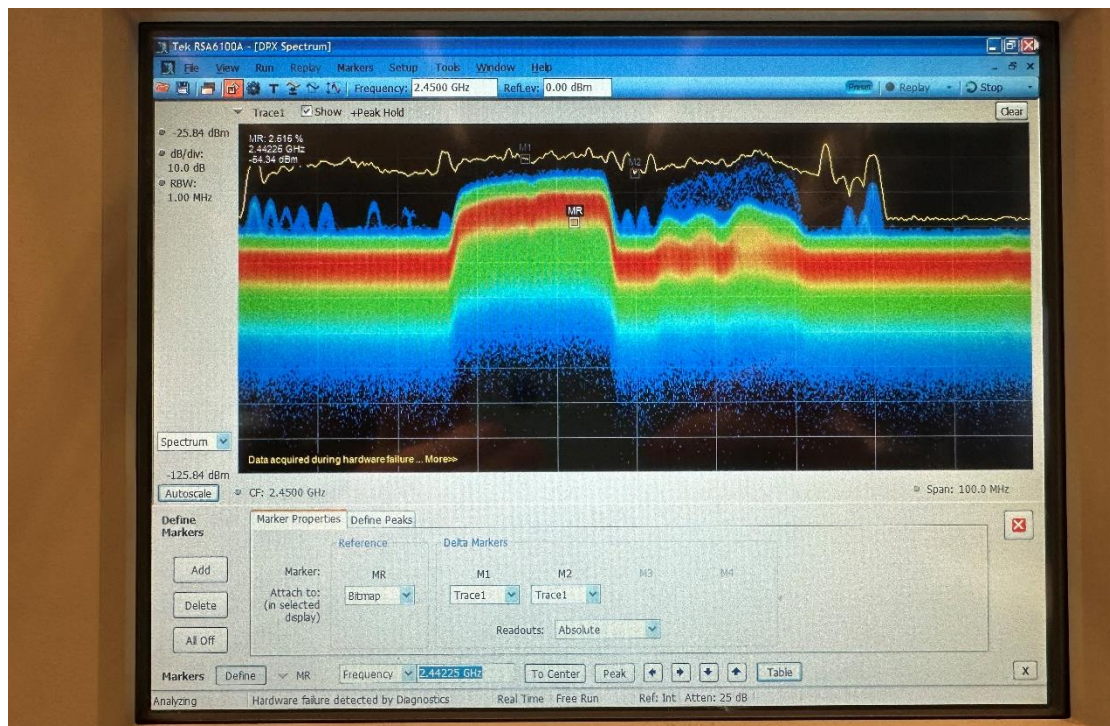 Tek RSA6100A - [DPX Spectrum]
File View Run Replay Markers Setup Tools Window Help
Frequency: 2.4500 GHz RefLev: 0.00 dBm Preset Replay Stop
Trace1 Show +Peak Hold Clear
-25.84 dBm
dB/div:
10.0 dB
RBW:
1.00 MHz
MR: 2.616 %
2.44225 GHz
-54.34 dBm
M1
M2
MR
Spectrum
Data acquired during hardware failure ... More>>
-125.84 dBm
Autoscale CF: 2.4500 GHz Span: 100.0 MHz
Define
Markers
Marker Properties Define Peaks
Reference Delta Markers
Add
Delete
All Off
Marker: MR M1 M2 M3 M4
Attach to: Bitmap Trace1 Trace1
(in selected
display)
Readouts: Absolute
Markers Define MR Frequency 2.44225 GHz To Center Peak Table X
Analyzing Hardware failure detected by Diagnostics Real Time Free Run Ref: Int Atten: 25 dB